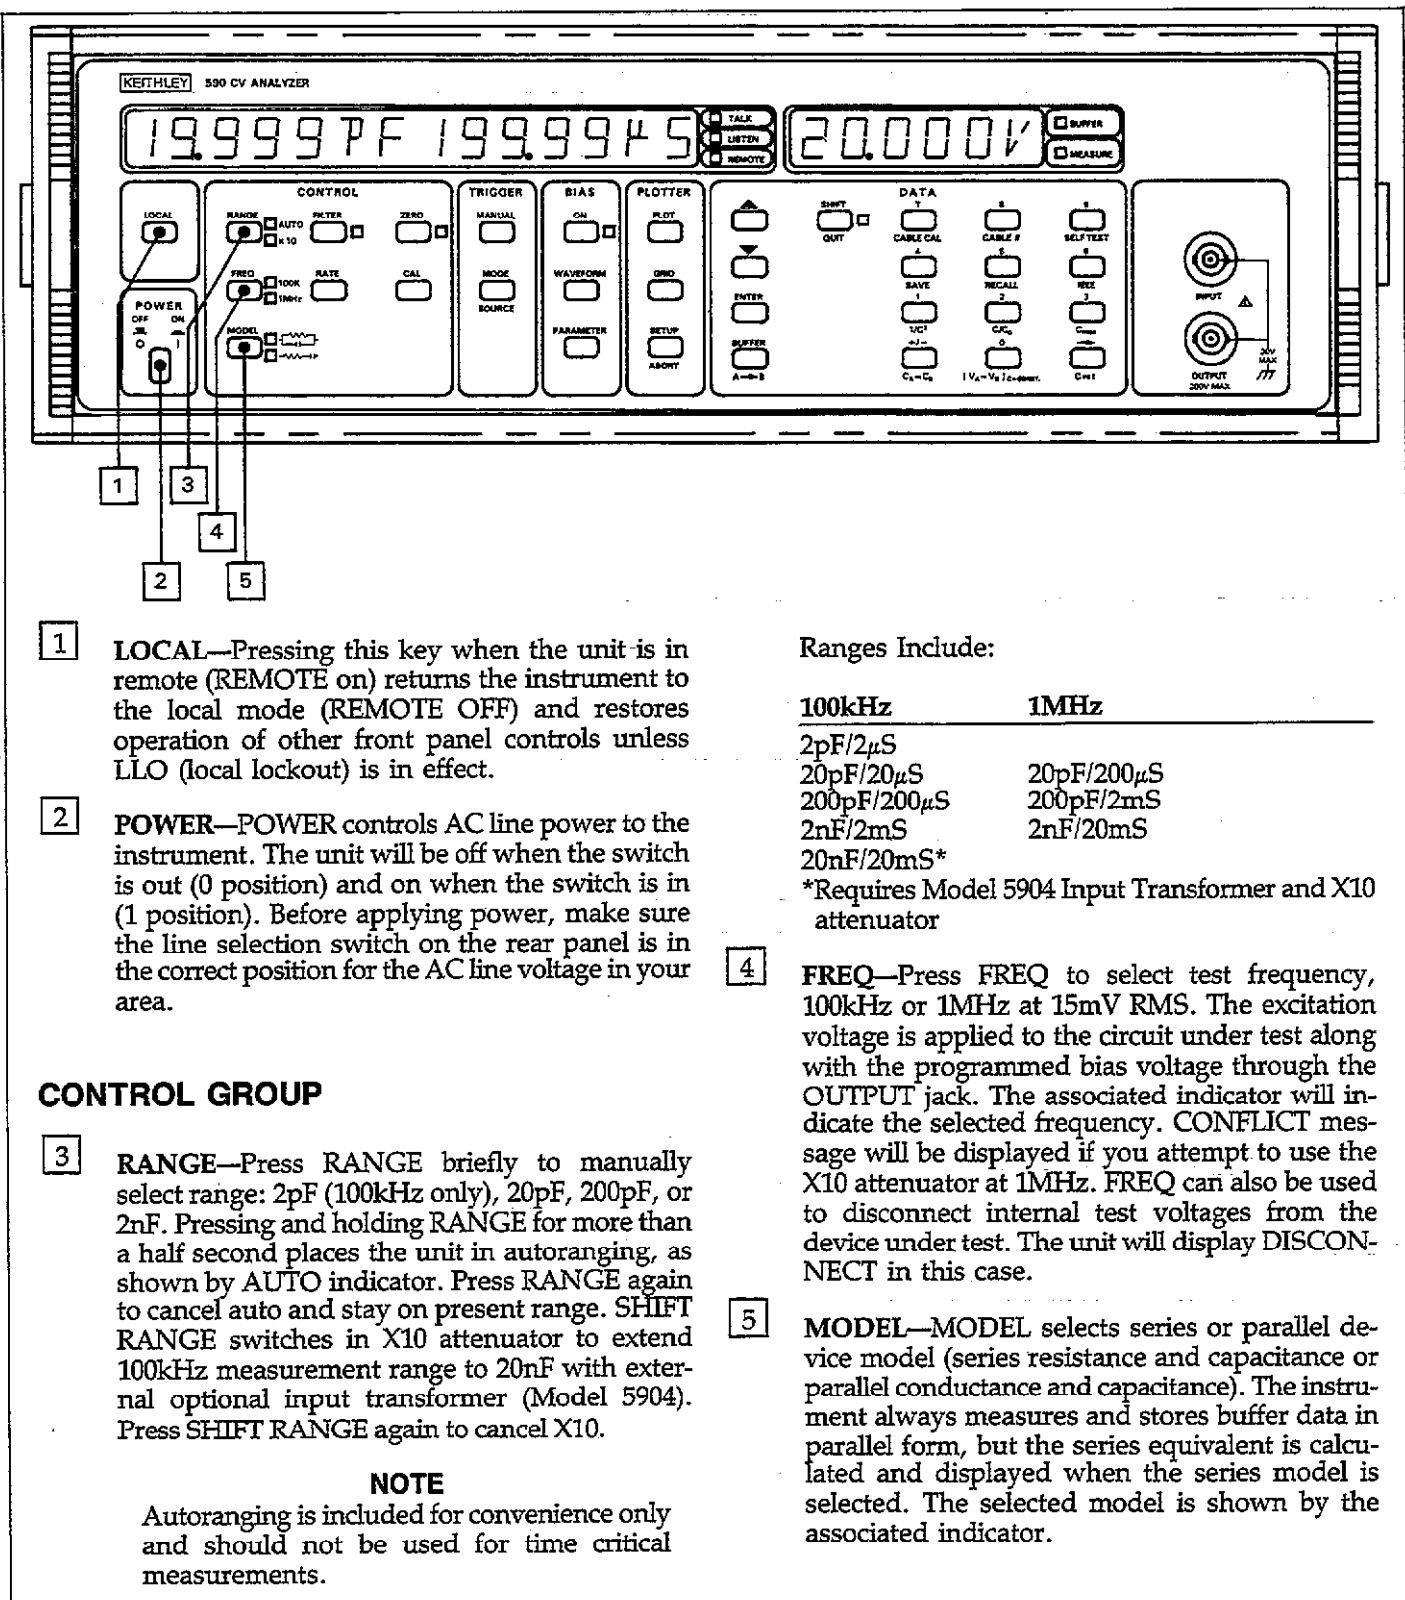 KEITHLEY 590 CV ANALYZER
19.999PF 199.99µS
TALK
LISTEN
REMOTE
20.000V
BUFFER
MEASURE
LOCAL
POWER
OFF ON
O I
CONTROL
RANGE
AUTO
X10
FILTER
ZERO
FREQ
100K
1MHz
RATE
CAL
MODEL
TRIGGER
MANUAL
MODE
SOURCE
BIAS
ON
WAVEFORM
PARAMETER
PLOTTER
PLOT
GRID
SETUP
ABORT
DATA
ENTER
BUFFER
A↔B
SHIFT
QUIT
7 8 9
CABLE CAL CABLE # SELF TEST
4 5 6
SAVE RECALL IEEE
1 2 3
1/C² C/C₀
+/- 0
INPUT
OUTPUT
200V MAX
30V
MAX
1
3
4
2
5
1 LOCAL—Pressing this key when the unit is in
remote (REMOTE on) returns the instrument to
the local mode (REMOTE OFF) and restores
operation of other front panel controls unless
LLO (local lockout) is in effect.
2 POWER—POWER controls AC line power to the
instrument. The unit will be off when the switch
is out (0 position) and on when the switch is in
(1 position). Before applying power, make sure
the line selection switch on the rear panel is in
the correct position for the AC line voltage in your
area.
CONTROL GROUP
3 RANGE—Press RANGE briefly to manually
select range: 2pF (100kHz only), 20pF, 200pF, or
2nF. Pressing and holding RANGE for more than
a half second places the unit in autoranging, as
shown by AUTO indicator. Press RANGE again
to cancel auto and stay on present range. SHIFT
RANGE switches in X10 attenuator to extend
100kHz measurement range to 20nF with exter-
nal optional input transformer (Model 5904).
Press SHIFT RANGE again to cancel X10.
NOTE
Autoranging is included for convenience only
and should not be used for time critical
measurements.
Ranges Include:
100kHz 1MHz
2pF/2µS
20pF/20µS 20pF/200µS
200pF/200µS 200pF/2mS
2nF/2mS 2nF/20mS
20nF/20mS*
*Requires Model 5904 Input Transformer and X10
attenuator
4 FREQ—Press FREQ to select test frequency,
100kHz or 1MHz at 15mV RMS. The excitation
voltage is applied to the circuit under test along
with the programmed bias voltage through the
OUTPUT jack. The associated indicator will in-
dicate the selected frequency. CONFLICT mes-
sage will be displayed if you attempt to use the
X10 attenuator at 1MHz. FREQ can also be used
to disconnect internal test voltages from the
device under test. The unit will display DISCON-
NECT in this case.
5 MODEL—MODEL selects series or parallel de-
vice model (series resistance and capacitance or
parallel conductance and capacitance). The instru-
ment always measures and stores buffer data in
parallel form, but the series equivalent is calcu-
lated and displayed when the series model is
selected. The selected model is shown by the
associated indicator.